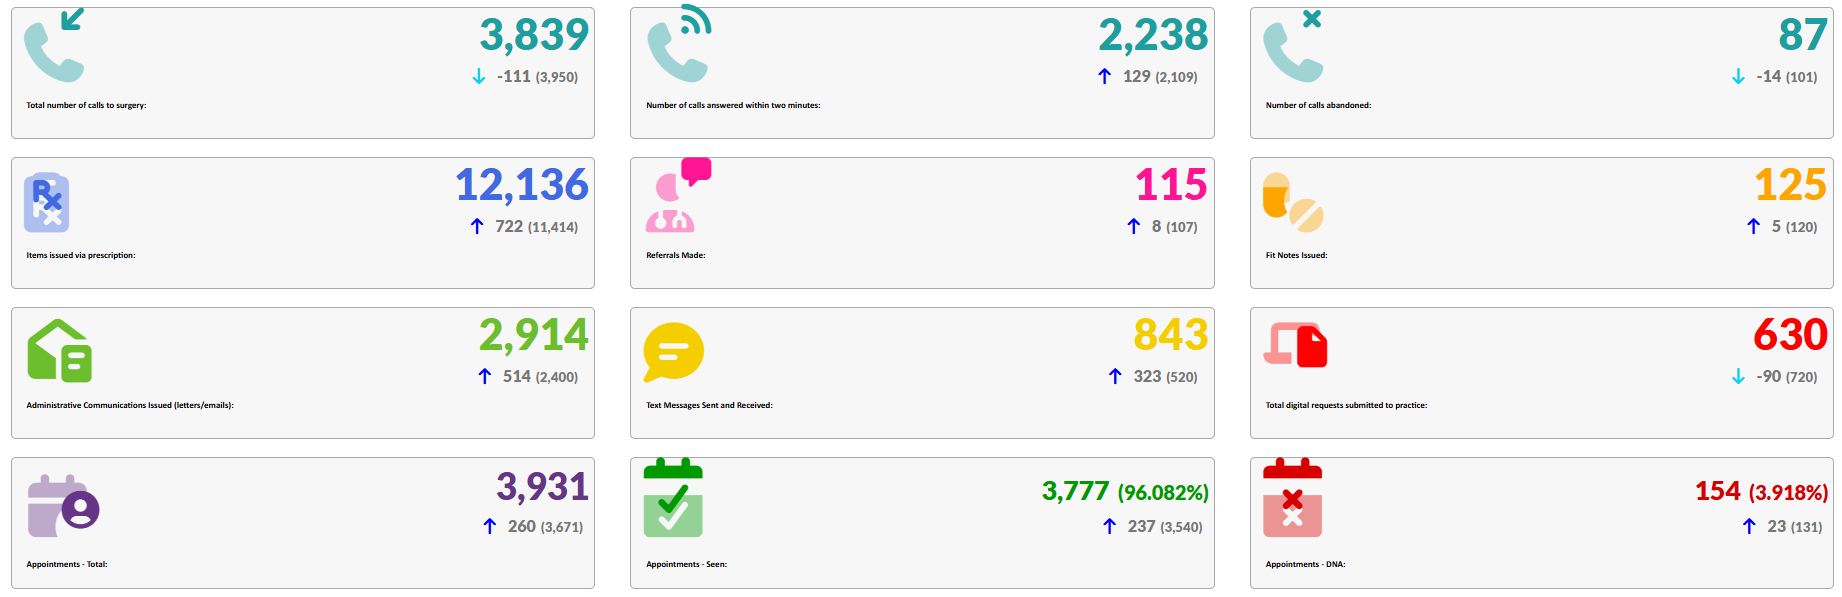 3,839
-111 (3,950)
Total number of calls to surgery:
2,238
129 (2,109)
Number of calls answered within two minutes:
87
-14 (101)
Number of calls abandoned:
12,136
722 (11,414)
Items issued via prescription:
115
8 (107)
Referrals Made:
125
5 (120)
Fit Notes Issued:
2,914
514 (2,400)
Administrative Communications Issued (letters/emails):
843
323 (520)
Text Messages Sent and Received:
630
-90 (720)
Total digital requests submitted to practice:
3,931
260 (3,671)
Appointments - Total:
3,777 (96.082%)
237 (3,540)
Appointments - Seen:
154 (3.918%)
23 (131)
Appointments - DNA: